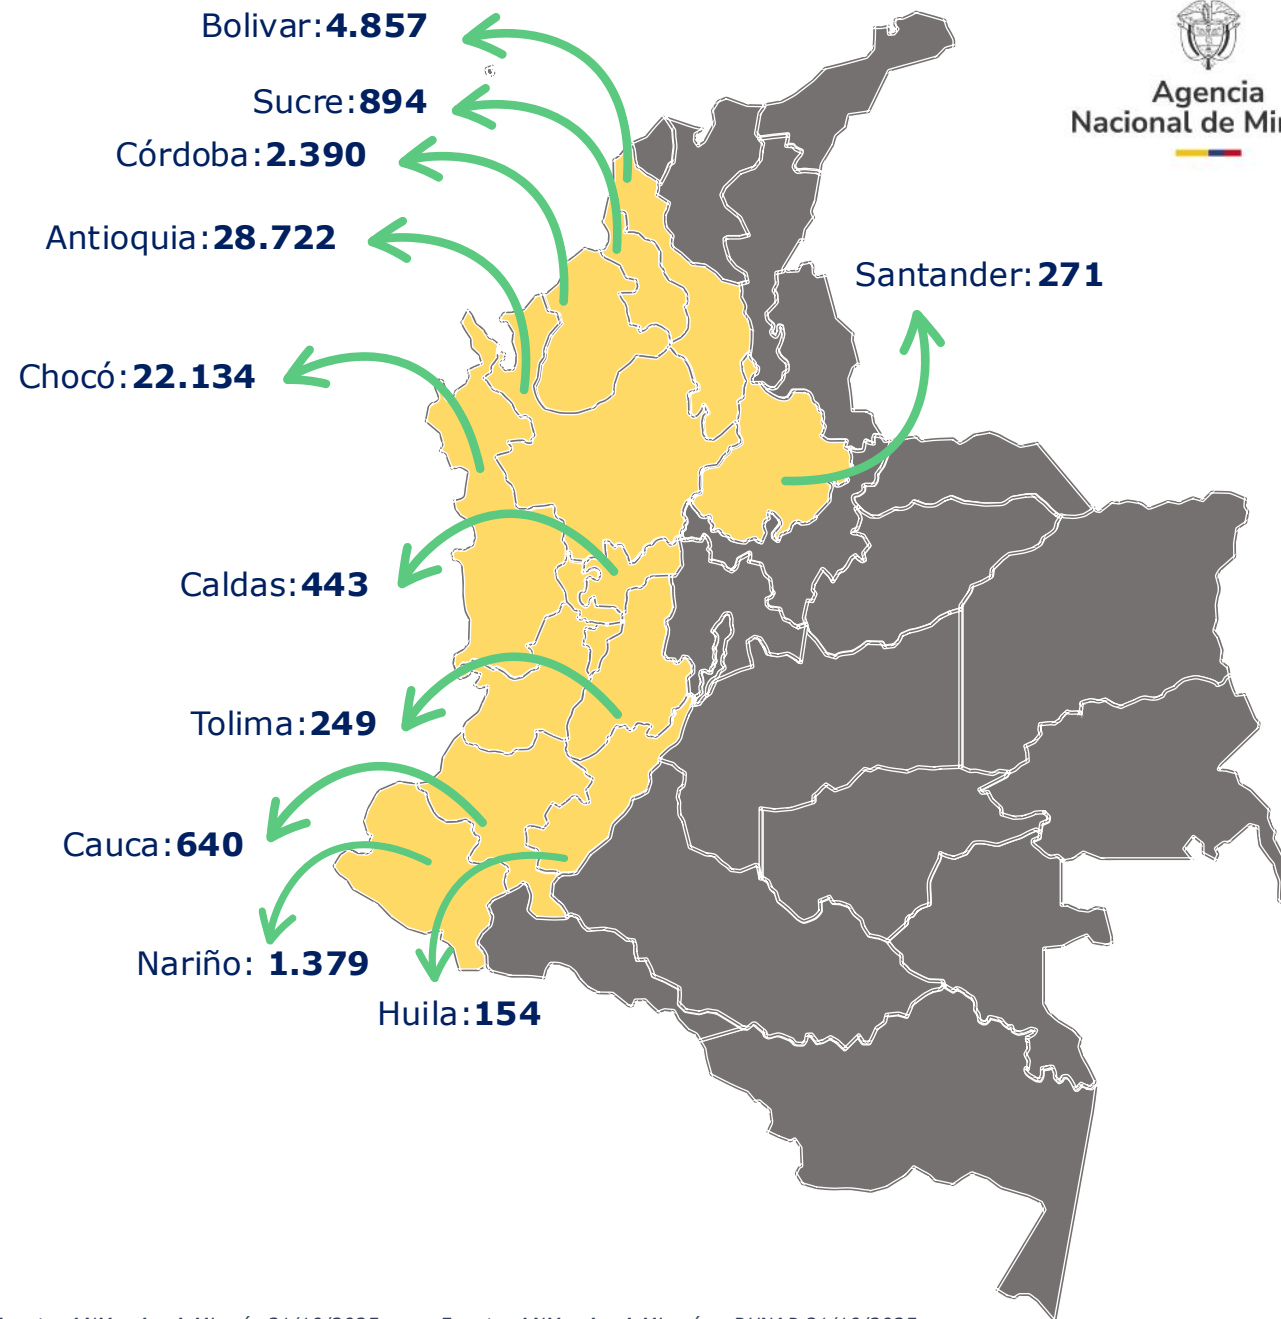 Bolivar: 4.857
Sucre: 894
Córdoba: 2.390
Antioquia: 28.722
Chocó: 22.134
Santander: 271
Caldas: 443
Tolima: 249
Cauca: 640
Nariño: 1.379
Huila: 154
Agencia
Nacional de